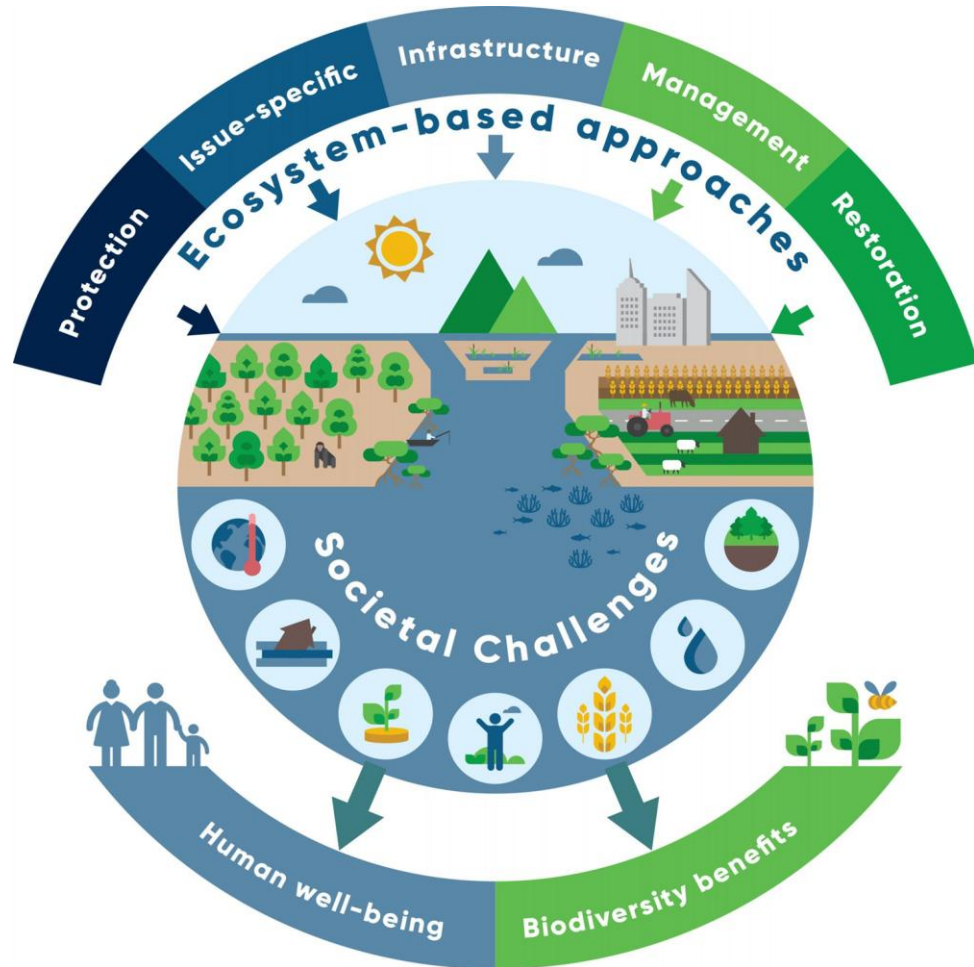 Protection
Issue-specific
Infrastructure
Management
Restoration
Ecosystem-based approaches
Societal Challenges
Human well-being
Biodiversity benefits